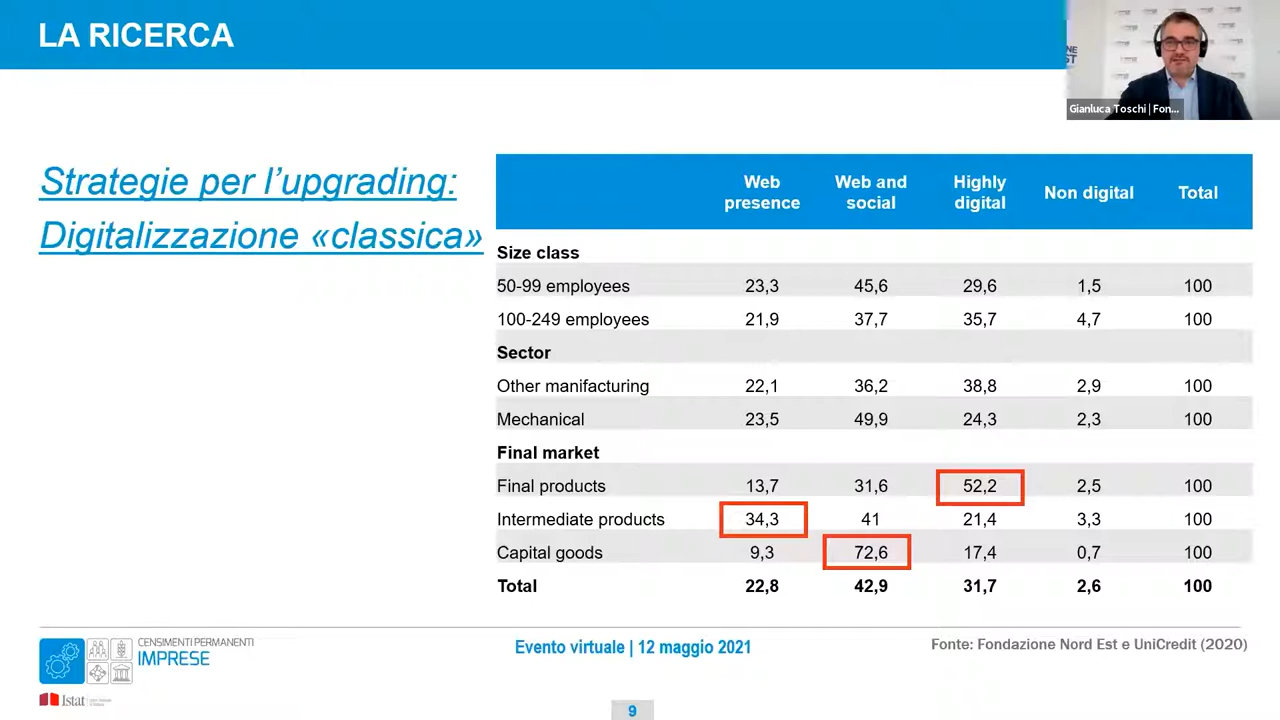 LA RICERCA
NE
ST
Gianluca Toschi | Fon...
Strategie per l’upgrading:
Digitalizzazione «classica»
Web presence Web and social Highly digital Non digital Total
Size class
50-99 employees 23,3 45,6 29,6 1,5 100
100-249 employees 21,9 37,7 35,7 4,7 100
Sector
Other manifacturing 22,1 36,2 38,8 2,9 100
Mechanical 23,5 49,9 24,3 2,3 100
Final market
Final products 13,7 31,6 52,2 2,5 100
Intermediate products 34,3 41 21,4 3,3 100
Capital goods 9,3 72,6 17,4 0,7 100
Total 22,8 42,9 31,7 2,6 100
CENSIMENTI PERMANENTI
IMPRESE
Evento virtuale | 12 maggio 2021
Fonte: Fondazione Nord Est e UniCredit (2020)
Istat
9